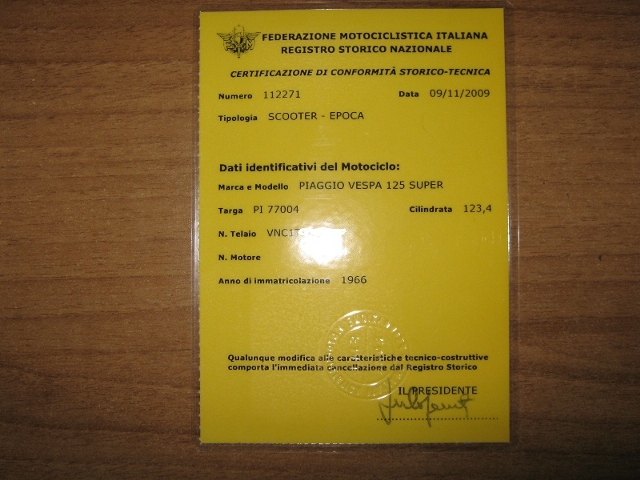 FEDERAZIONE MOTOCICLISTICA ITALIANA
REGISTRO STORICO NAZIONALE
CERTIFICAZIONE DI CONFORMITÀ STORICO-TECNICA
Numero 112271 Data 09/11/2009
Tipologia SCOOTER - EPOCA
Dati identificativi del Motociclo:
Marca e Modello PIAGGIO VESPA 125 SUPER
Targa PI 77004 Cilindrata 123,4
N. Telaio VNC1T
N. Motore
Anno di immatricolazione 1966
Qualunque modifica alle caratteristiche tecnico-costruttive
comporta l'immediata cancellazione dal Registro Storico
IL PRESIDENTE